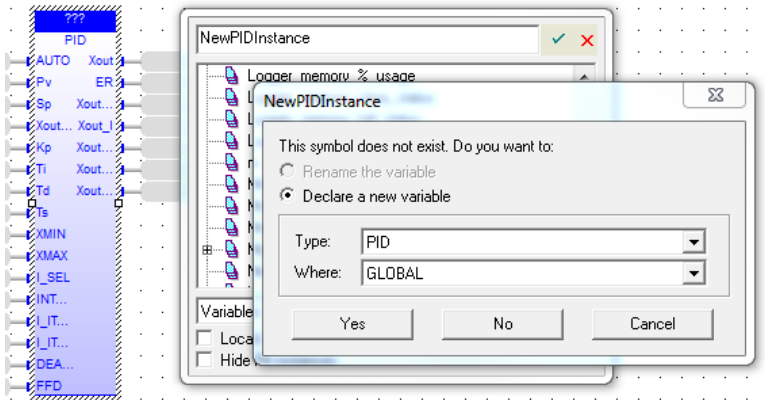 ???
PID
AUTO Xout
Pv ER
Sp Xout...
Xout... Xout_I
Kp Xout...
Ti Xout...
Td Xout...
Ts
XMIN
XMAX
I_SEL
INT...
I_IT...
I_IT...
DEA...
FFD
NewPIDInstance
Logger memory % usage
NewPIDInstance
This symbol does not exist. Do you want to:
Rename the variable
Declare a new variable
Type: PID
Where: GLOBAL
Yes No Cancel
Variable
Loca
Hide